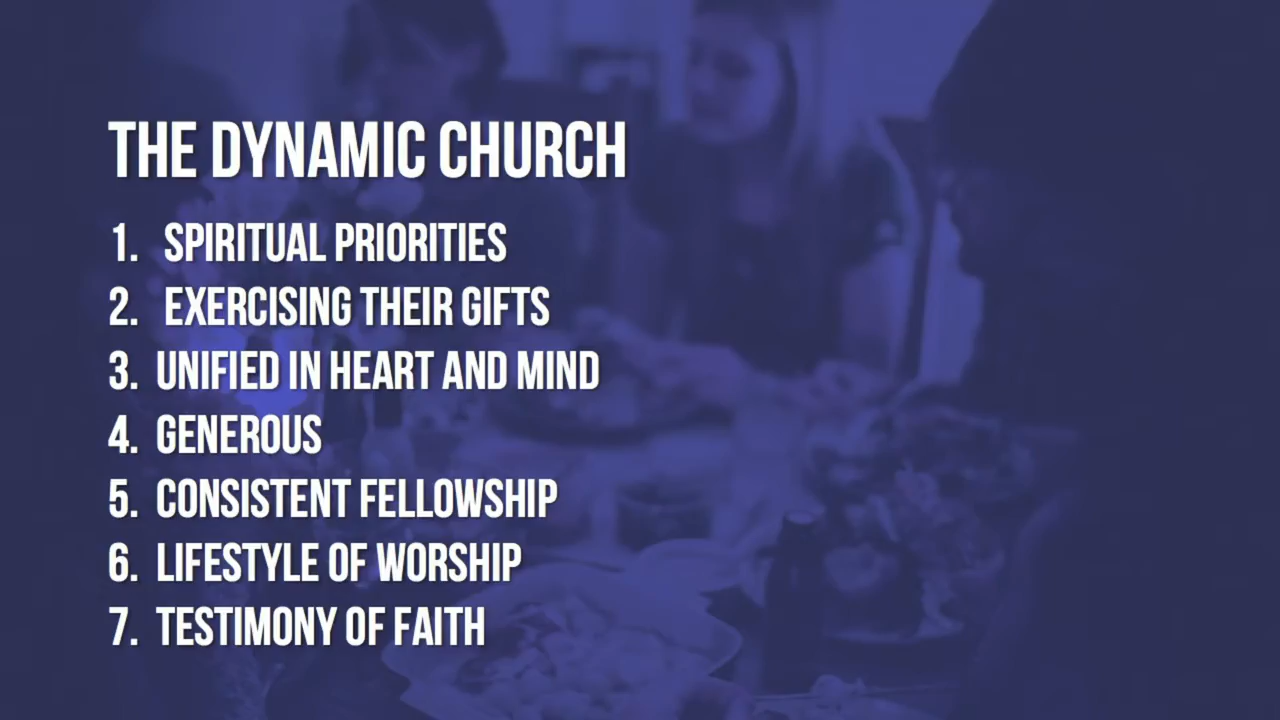 THE DYNAMIC CHURCH
1. SPIRITUAL PRIORITIES
2. EXERCISING THEIR GIFTS
3. UNIFIED IN HEART AND MIND
4. GENEROUS
5. CONSISTENT FELLOWSHIP
6. LIFESTYLE OF WORSHIP
7. TESTIMONY OF FAITH